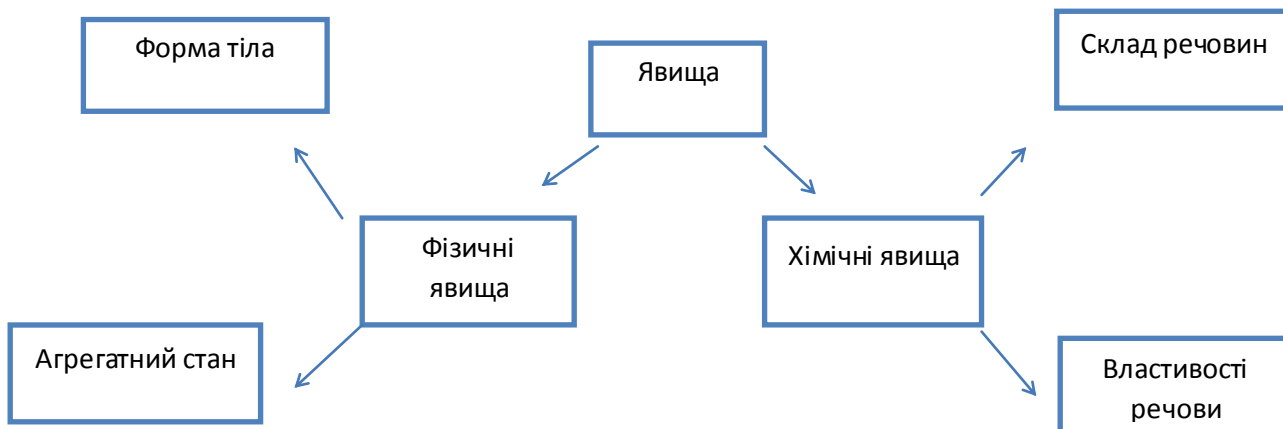 Форма тіла
Явища
Склад речовин
Фізичні
явища
Хімічні явища
Агрегатний стан
Властивості
речови